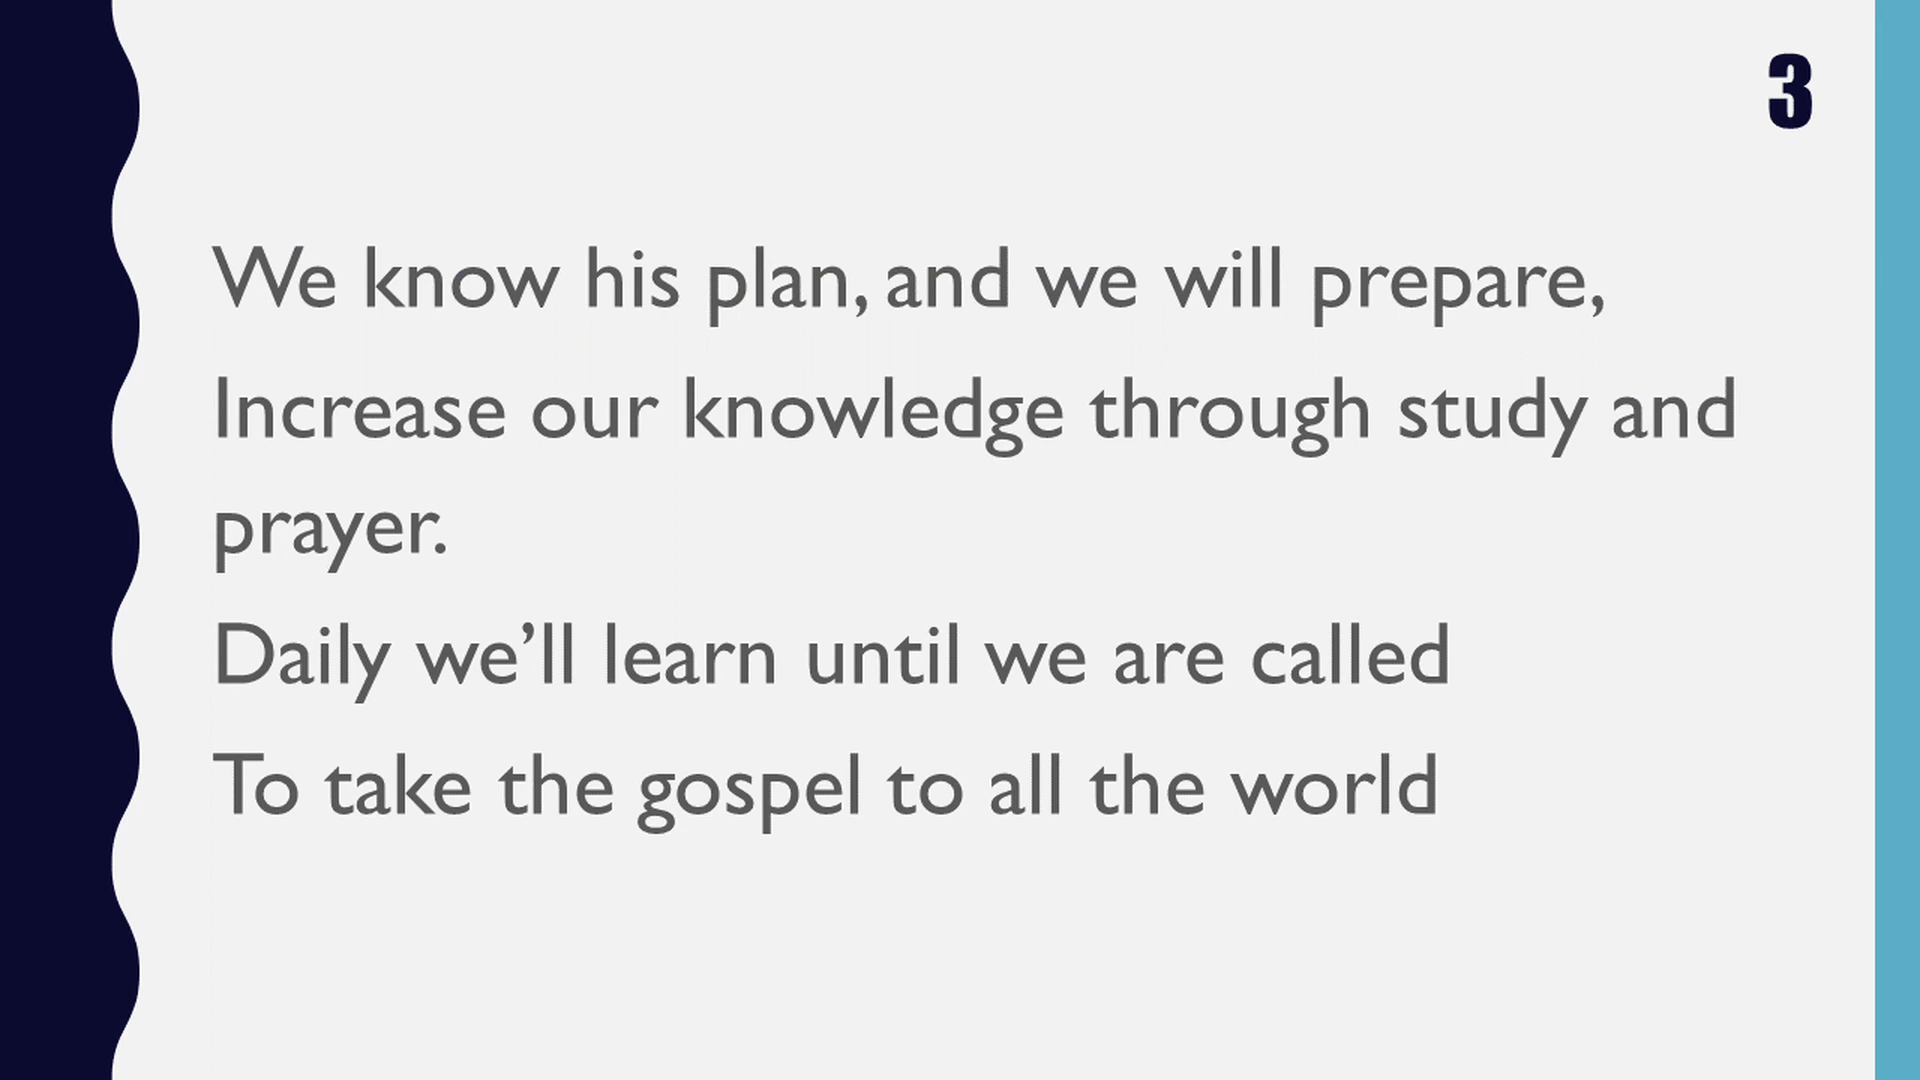 3
We know his plan, and we will prepare,
Increase our knowledge through study and
prayer.
Daily we’ll learn until we are called
To take the gospel to all the world